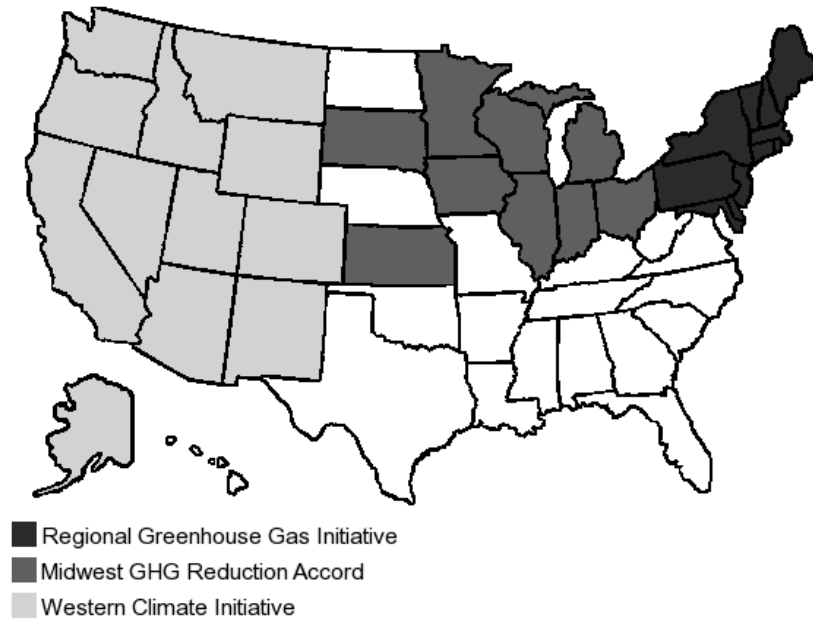 Regional Greenhouse Gas Initiative
Midwest GHG Reduction Accord
Western Climate Initiative